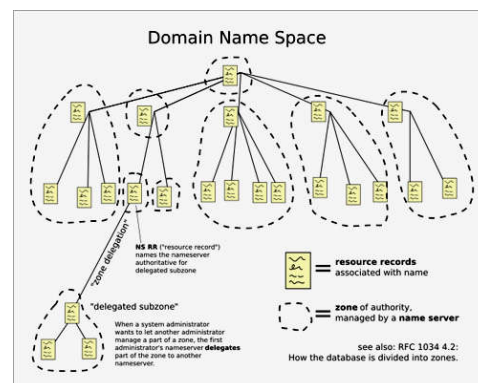 Domain Name Space
"zone delegation"
NS RR ("resource record")
names the nameserver
authoritative for
delegated subzone
"delegated subzone"
When a system administrator
wants to let another administrator
manage a part of a zone, the first
administrator's nameserver delegates
part of the zone to another
nameserver.
= resource records
associated with name
= zone of authority,
managed by a name server
see also: RFC 1034 4.2:
How the database is divided into zones.